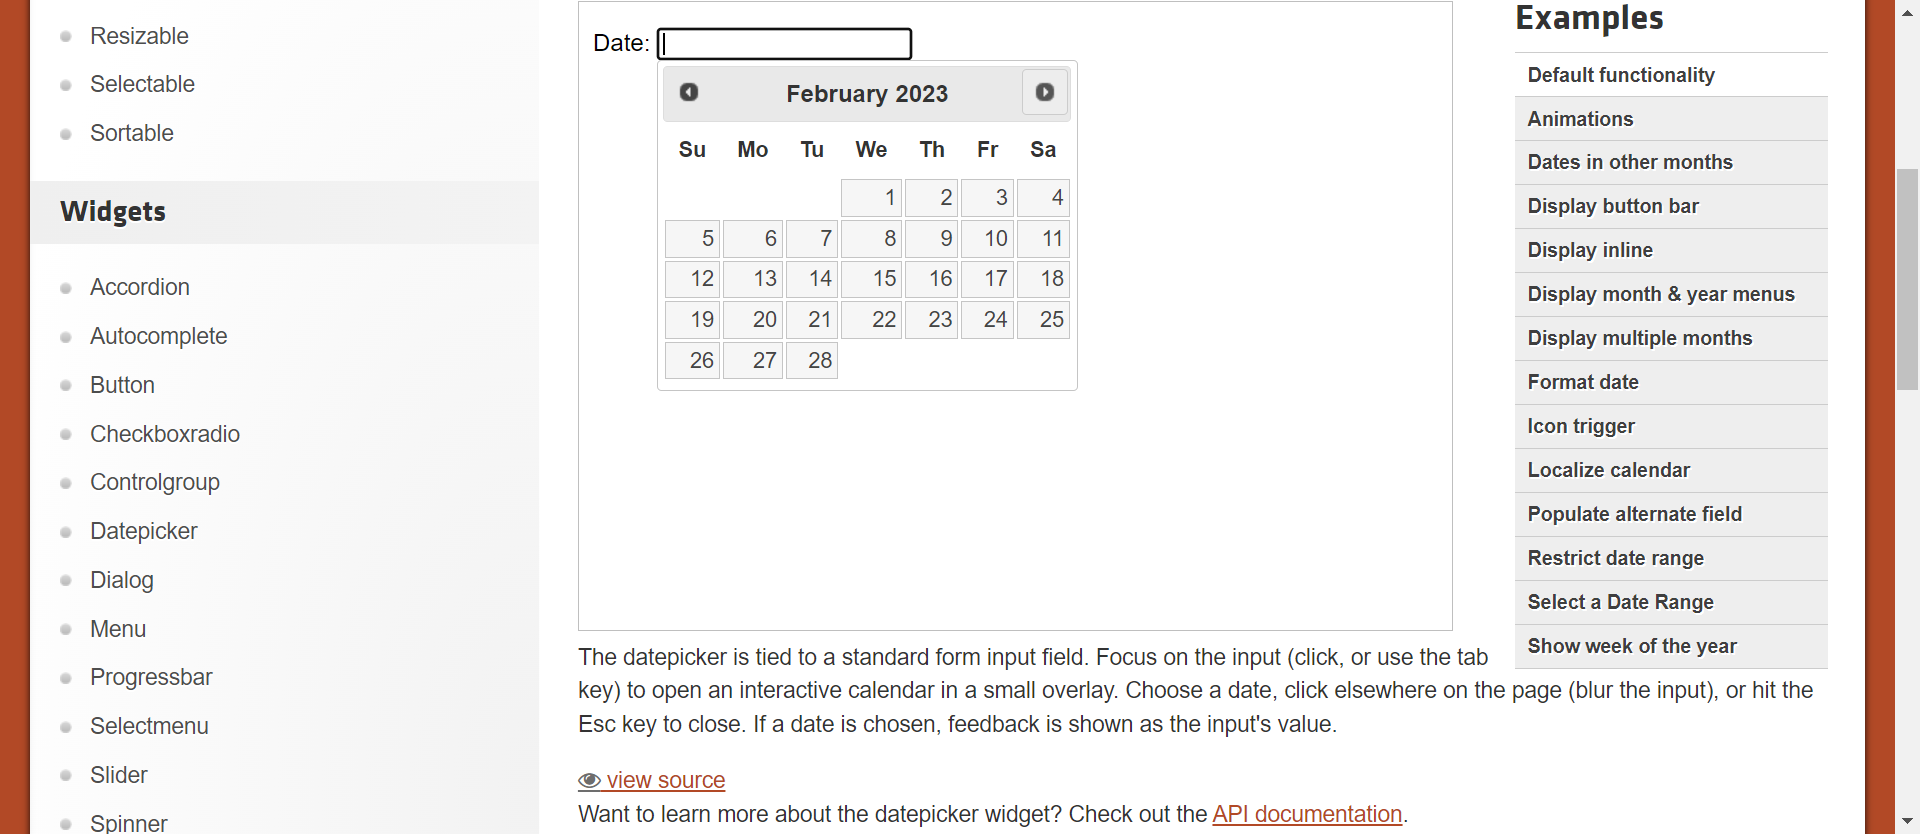 Resizable
Selectable
Sortable
Widgets
Accordion
Autocomplete
Button
Checkboxradio
Controlgroup
Datepicker
Dialog
Menu
Progressbar
Selectmenu
Slider
Spinner
Date:
February 2023
Su Mo Tu We Th Fr Sa
1 2 3 4
5 6 7 8 9 10 11
12 13 14 15 16 17 18
19 20 21 22 23 24 25
26 27 28
The datepicker is tied to a standard form input field. Focus on the input (click, or use the tab
key) to open an interactive calendar in a small overlay. Choose a date, click elsewhere on the page (blur the input), or hit the
Esc key to close. If a date is chosen, feedback is shown as the input's value.
view source
Want to learn more about the datepicker widget? Check out the API documentation.
Examples
Default functionality
Animations
Dates in other months
Display button bar
Display inline
Display month & year menus
Display multiple months
Format date
Icon trigger
Localize calendar
Populate alternate field
Restrict date range
Select a Date Range
Show week of the year